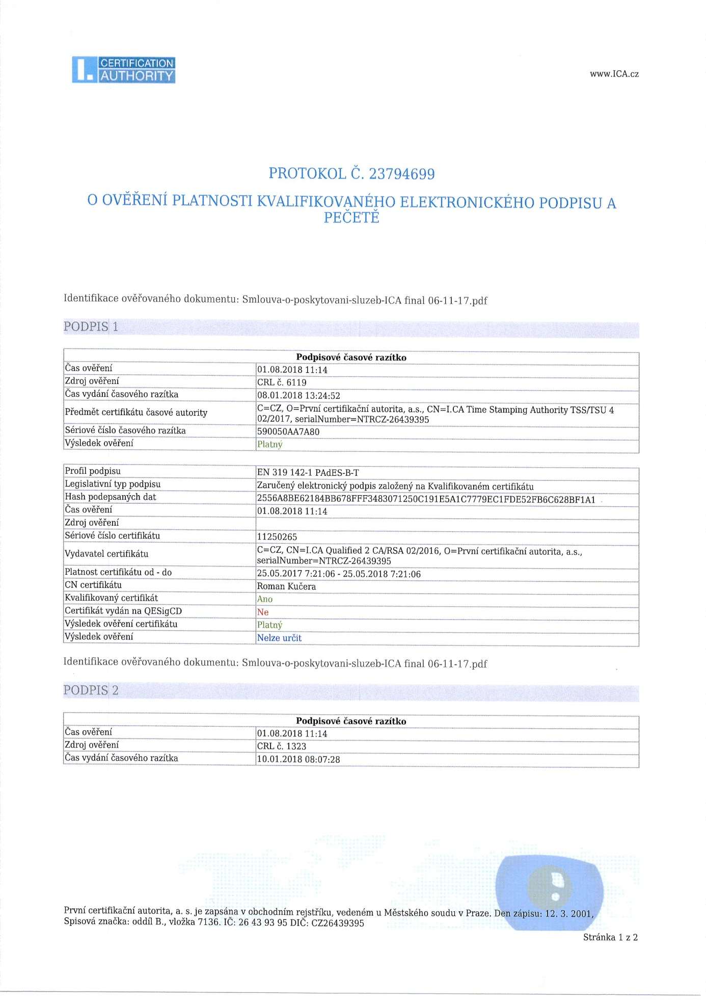 I. CERTIFICATION
AUTHORITY
www.ICA.cz
PROTOKOL Č. 23794699
O OVĚŘENÍ PLATNOSTI KVALIFIKOVANÉHO ELEKTRONICKÉHO PODPISU A
PEČETĚ
Identifikace ověřovaného dokumentu: Smlouva-o-poskytovani-sluzeb-ICA final 06-11-17.pdf
PODPIS 1
Podpisové časové razítko
Čas ověření 01.08.2018 11:14
Zdroj ověření CRL č. 6119
Čas vydání časového razítka 08.01.2018 13:24:52
Předmět certifikátu časové autority C=CZ, O=První certifikační autorita, a.s., CN=I.CA Time Stamping Authority TSS/TSU 4
02/2017, serialNumber=NTRCZ-26439395
Sériové číslo časového razítka 590050AA7A80
Výsledek ověření Platný
Profil podpisu EN 319 142-1 PAdES-B-T
Legislativní typ podpisu Zaručený elektronický podpis založený na Kvalifikovaném certifikátu
Hash podepsaných dat 2556A8BE62184BB678FFF3483071250C191E5A1C7779EC1FDE52FB6C628BF1A1
Čas ověření 01.08.2018 11:14
Zdroj ověření
Sériové číslo certifikátu 11250265
Vydavatel certifikátu C=CZ, CN=I.CA Qualified 2 CA/RSA 02/2016, O=První certifikační autorita, a.s.,
serialNumber=NTRCZ-26439395
Platnost certifikátu od - do 25.05.2017 7:21:06 - 25.05.2018 7:21:06
CN certifikátu Roman Kučera
Kvalifikovaný certifikát Ano
Certifikát vydán na QESigCD Ne
Výsledek ověření certifikátu Platný
Výsledek ověření Nelze určit
Identifikace ověřovaného dokumentu: Smlouva-o-poskytovani-sluzeb-ICA final 06-11-17.pdf
PODPIS 2
Podpisové časové razítko
Čas ověření 01.08.2018 11:14
Zdroj ověření CRL č. 1323
Čas vydání časového razítka 10.01.2018 08:07:28
První certifikační autorita, a. s. je zapsána v obchodním rejstříku, vedeném u Městského soudu v Praze. Den zápisu: 12. 3. 2001,
Spisová značka: oddíl B., vložka 7136. IČ: 26 43 93 95 DIČ: CZ26439395
Stránka 1 z 2